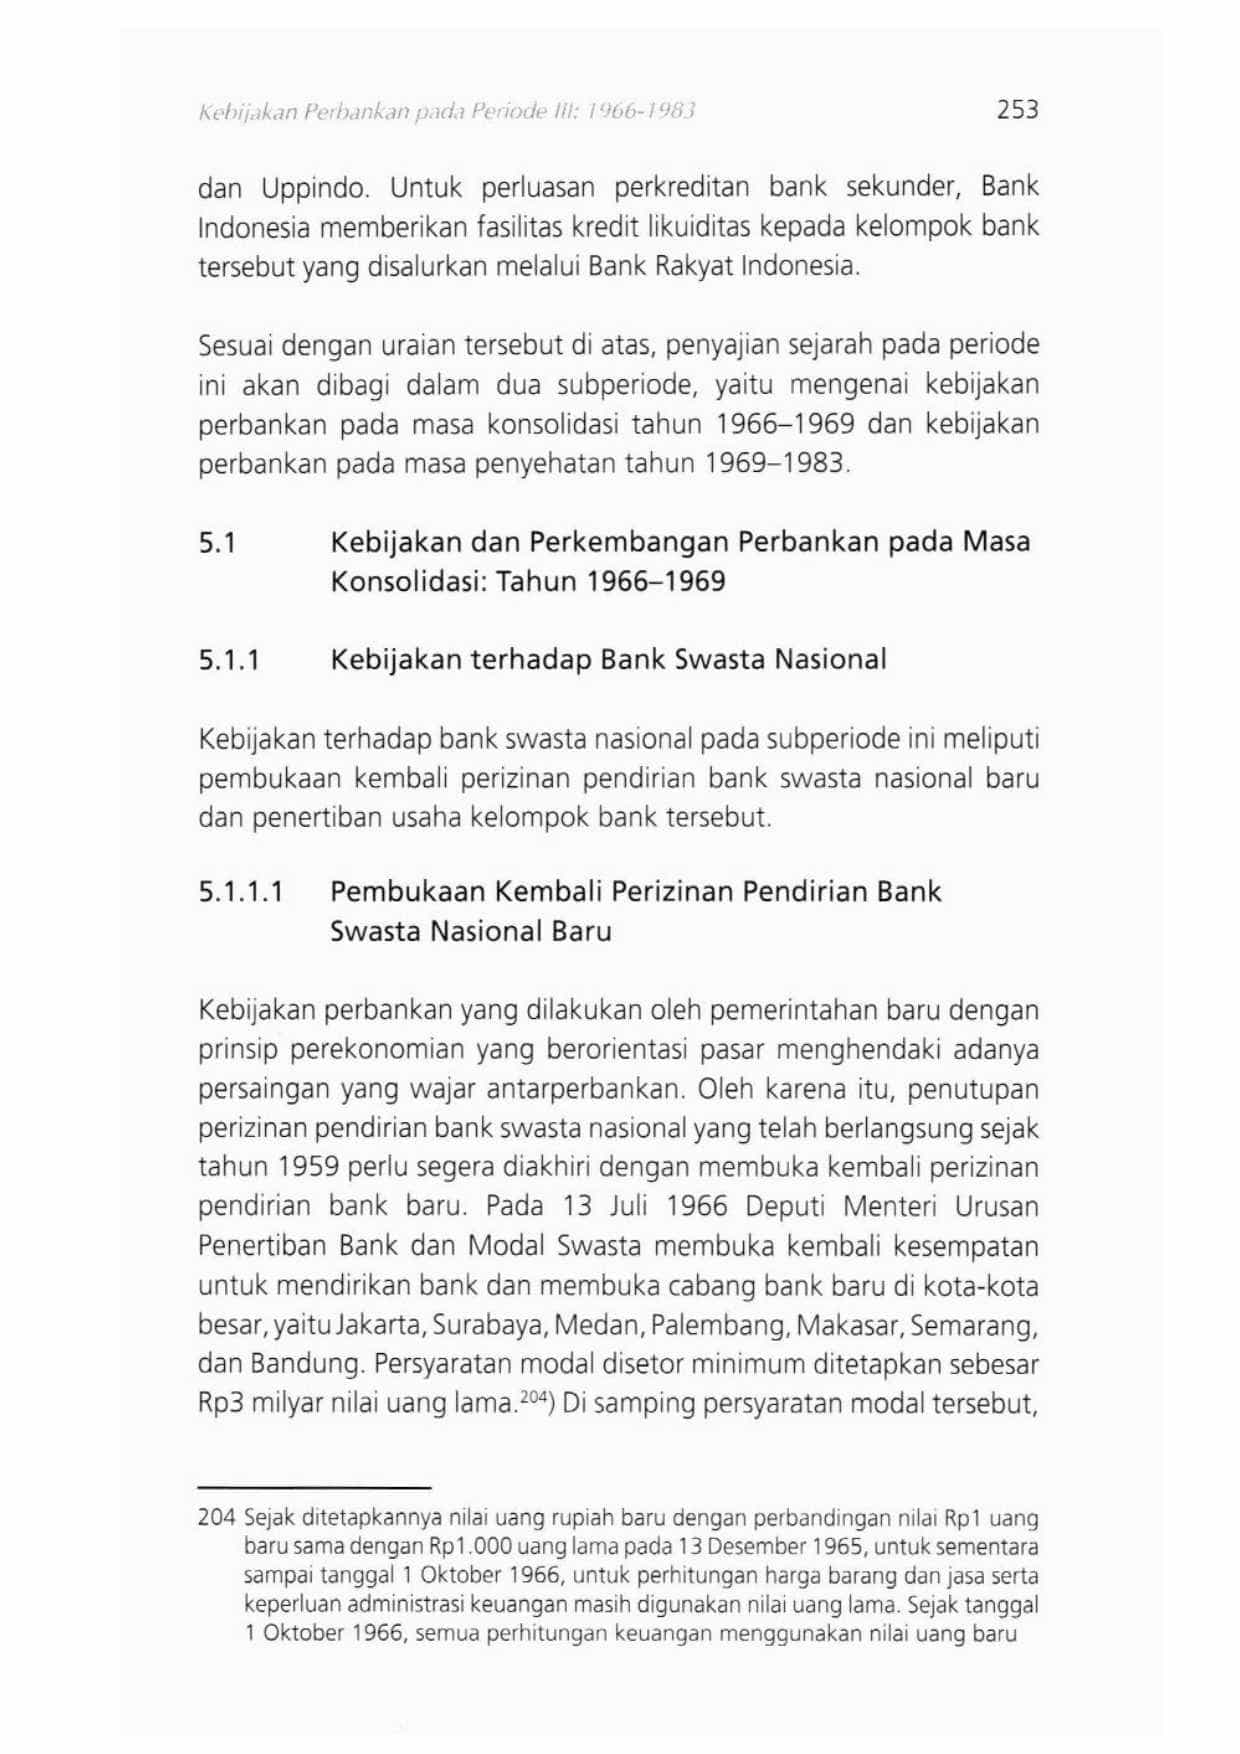 Kebijakan Perbankan pada Periode III: 1966-1983 253
dan Uppindo. Untuk perluasan perkreditan bank sekunder, Bank
Indonesia memberikan fasilitas kredit likuiditas kepada kelompok bank
tersebut yang disalurkan melalui Bank Rakyat Indonesia.
Sesuai dengan uraian tersebut di atas, penyajian sejarah pada periode
ini akan dibagi dalam dua subperiode, yaitu mengenai kebijakan
perbankan pada masa konsolidasi tahun 1966–1969 dan kebijakan
perbankan pada masa penyehatan tahun 1969–1983.
5.1 Kebijakan dan Perkembangan Perbankan pada Masa
Konsolidasi: Tahun 1966–1969
5.1.1 Kebijakan terhadap Bank Swasta Nasional
Kebijakan terhadap bank swasta nasional pada subperiode ini meliputi
pembukaan kembali perizinan pendirian bank swasta nasional baru
dan penertiban usaha kelompok bank tersebut.
5.1.1.1 Pembukaan Kembali Perizinan Pendirian Bank
Swasta Nasional Baru
Kebijakan perbankan yang dilakukan oleh pemerintahan baru dengan
prinsip perekonomian yang berorientasi pasar menghendaki adanya
persaingan yang wajar antarperbankan. Oleh karena itu, penutupan
perizinan pendirian bank swasta nasional yang telah berlangsung sejak
tahun 1959 perlu segera diakhiri dengan membuka kembali perizinan
pendirian bank baru. Pada 13 Juli 1966 Deputi Menteri Urusan
Penertiban Bank dan Modal Swasta membuka kembali kesempatan
untuk mendirikan bank dan membuka cabang bank baru di kota-kota
besar, yaitu Jakarta, Surabaya, Medan, Palembang, Makasar, Semarang,
dan Bandung. Persyaratan modal disetor minimum ditetapkan sebesar
Rp3 milyar nilai uang lama.²⁰⁴) Di samping persyaratan modal tersebut,
204 Sejak ditetapkannya nilai uang rupiah baru dengan perbandingan nilai Rp1 uang
baru sama dengan Rp1.000 uang lama pada 13 Desember 1965, untuk sementara
sampai tanggal 1 Oktober 1966, untuk perhitungan harga barang dan jasa serta
keperluan administrasi keuangan masih digunakan nilai uang lama. Sejak tanggal
1 Oktober 1966, semua perhitungan keuangan menggunakan nilai uang baru